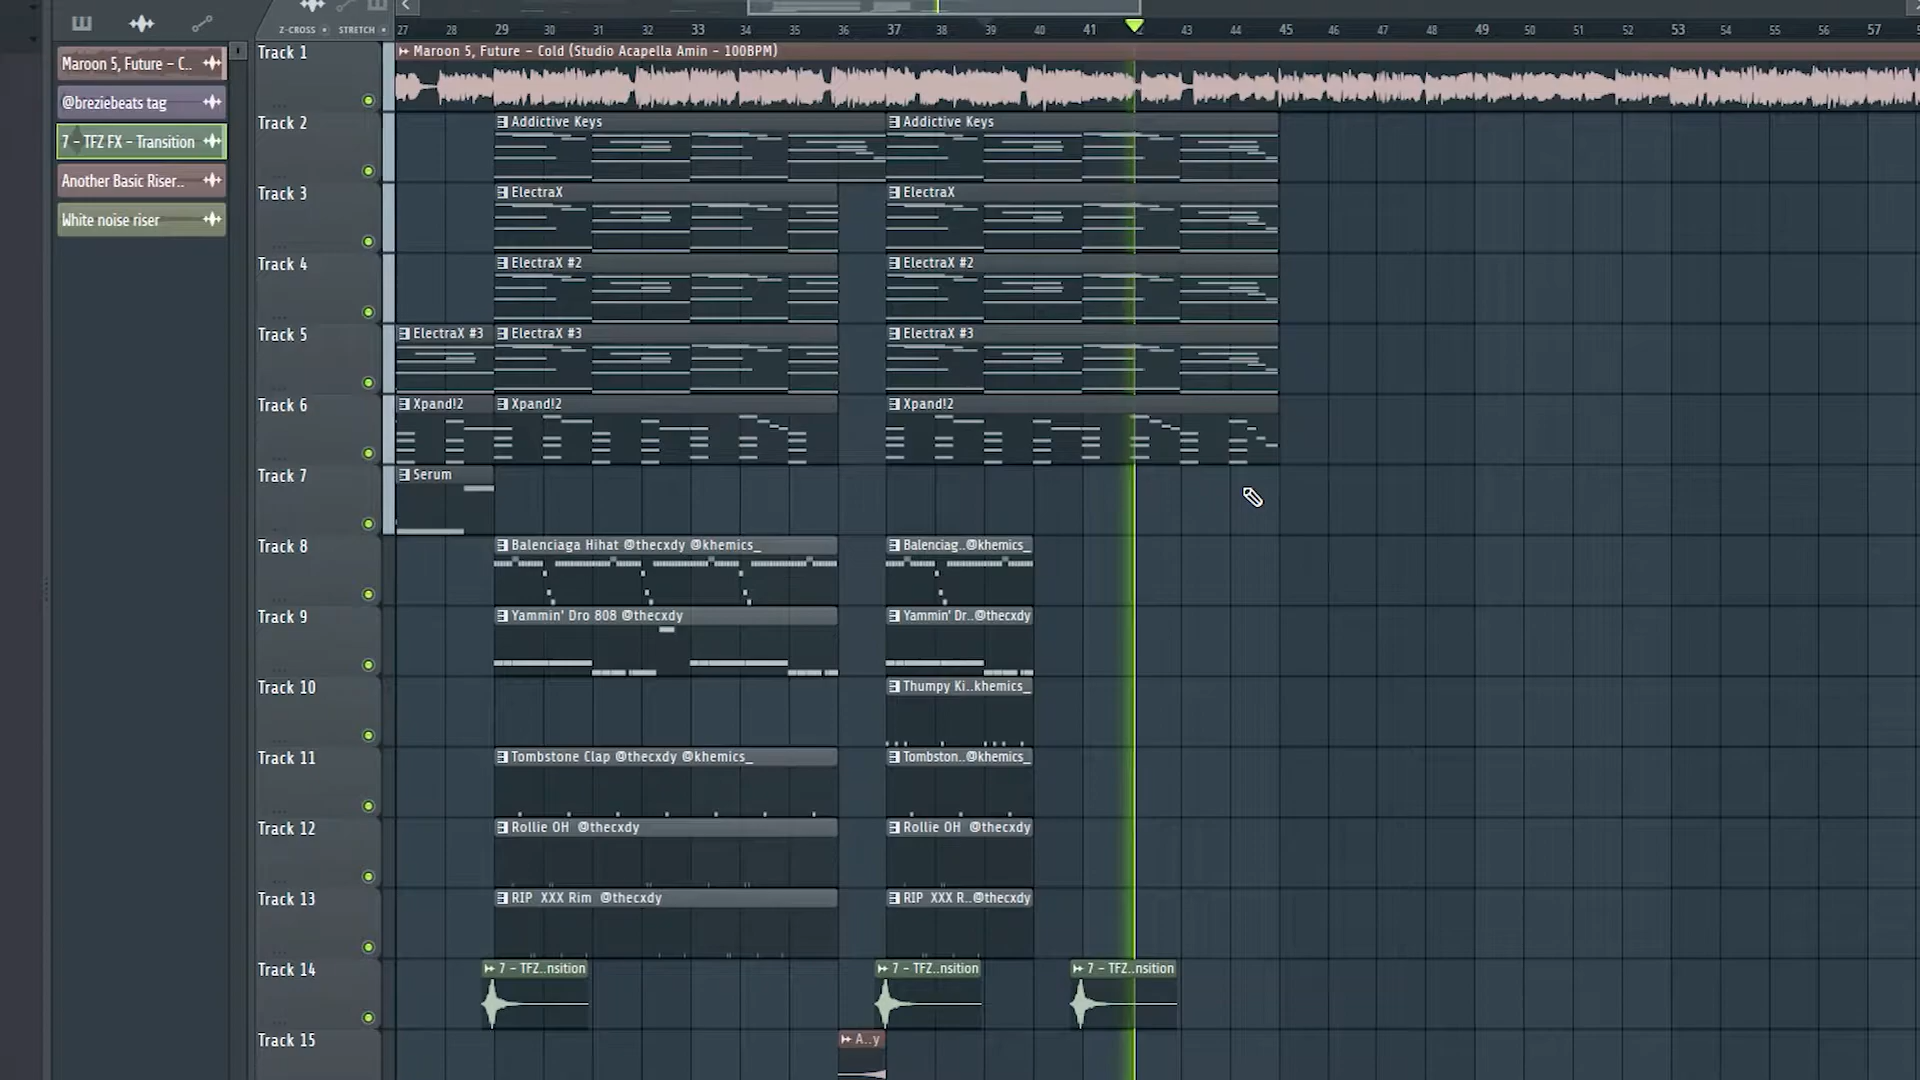 Z-CROSS STRETCH
27 28 29 30 31 32 33 34 35 36 37 38 39 40 41 43 44 45 46 47 48 49 50 51 52 53 54 55 56 57
Maroon 5, Future - C..
@breziebeats tag
7 - TFZ FX - Transition
Another Basic Riser..
White noise riser
Track 1
Maroon 5, Future - Cold (Studio Acapella Amin - 100BPM)
Track 2
Addictive Keys Addictive Keys
Track 3
ElectraX ElectraX
Track 4
ElectraX #2 ElectraX #2
Track 5
ElectraX #3 ElectraX #3 ElectraX #3
Track 6
Xpand!2 Xpand!2 Xpand!2
Track 7
Serum
Track 8
Balenciaga Hihat @thecxdy @khemics_ Balenciag..@khemics_
Track 9
Yammin' Dro 808 @thecxdy Yammin' Dr..@thecxdy
Track 10
Thumpy Ki..khemics_
Track 11
Tombstone Clap @thecxdy @khemics_ Tombston..@khemics_
Track 12
Rollie OH @thecxdy Rollie OH @thecxdy
Track 13
RIP XXX Rim @thecxdy RIP XXX R..@thecxdy
Track 14
7 - TFZ..nsition 7 - TFZ..nsition 7 - TFZ..nsition
Track 15
A..y